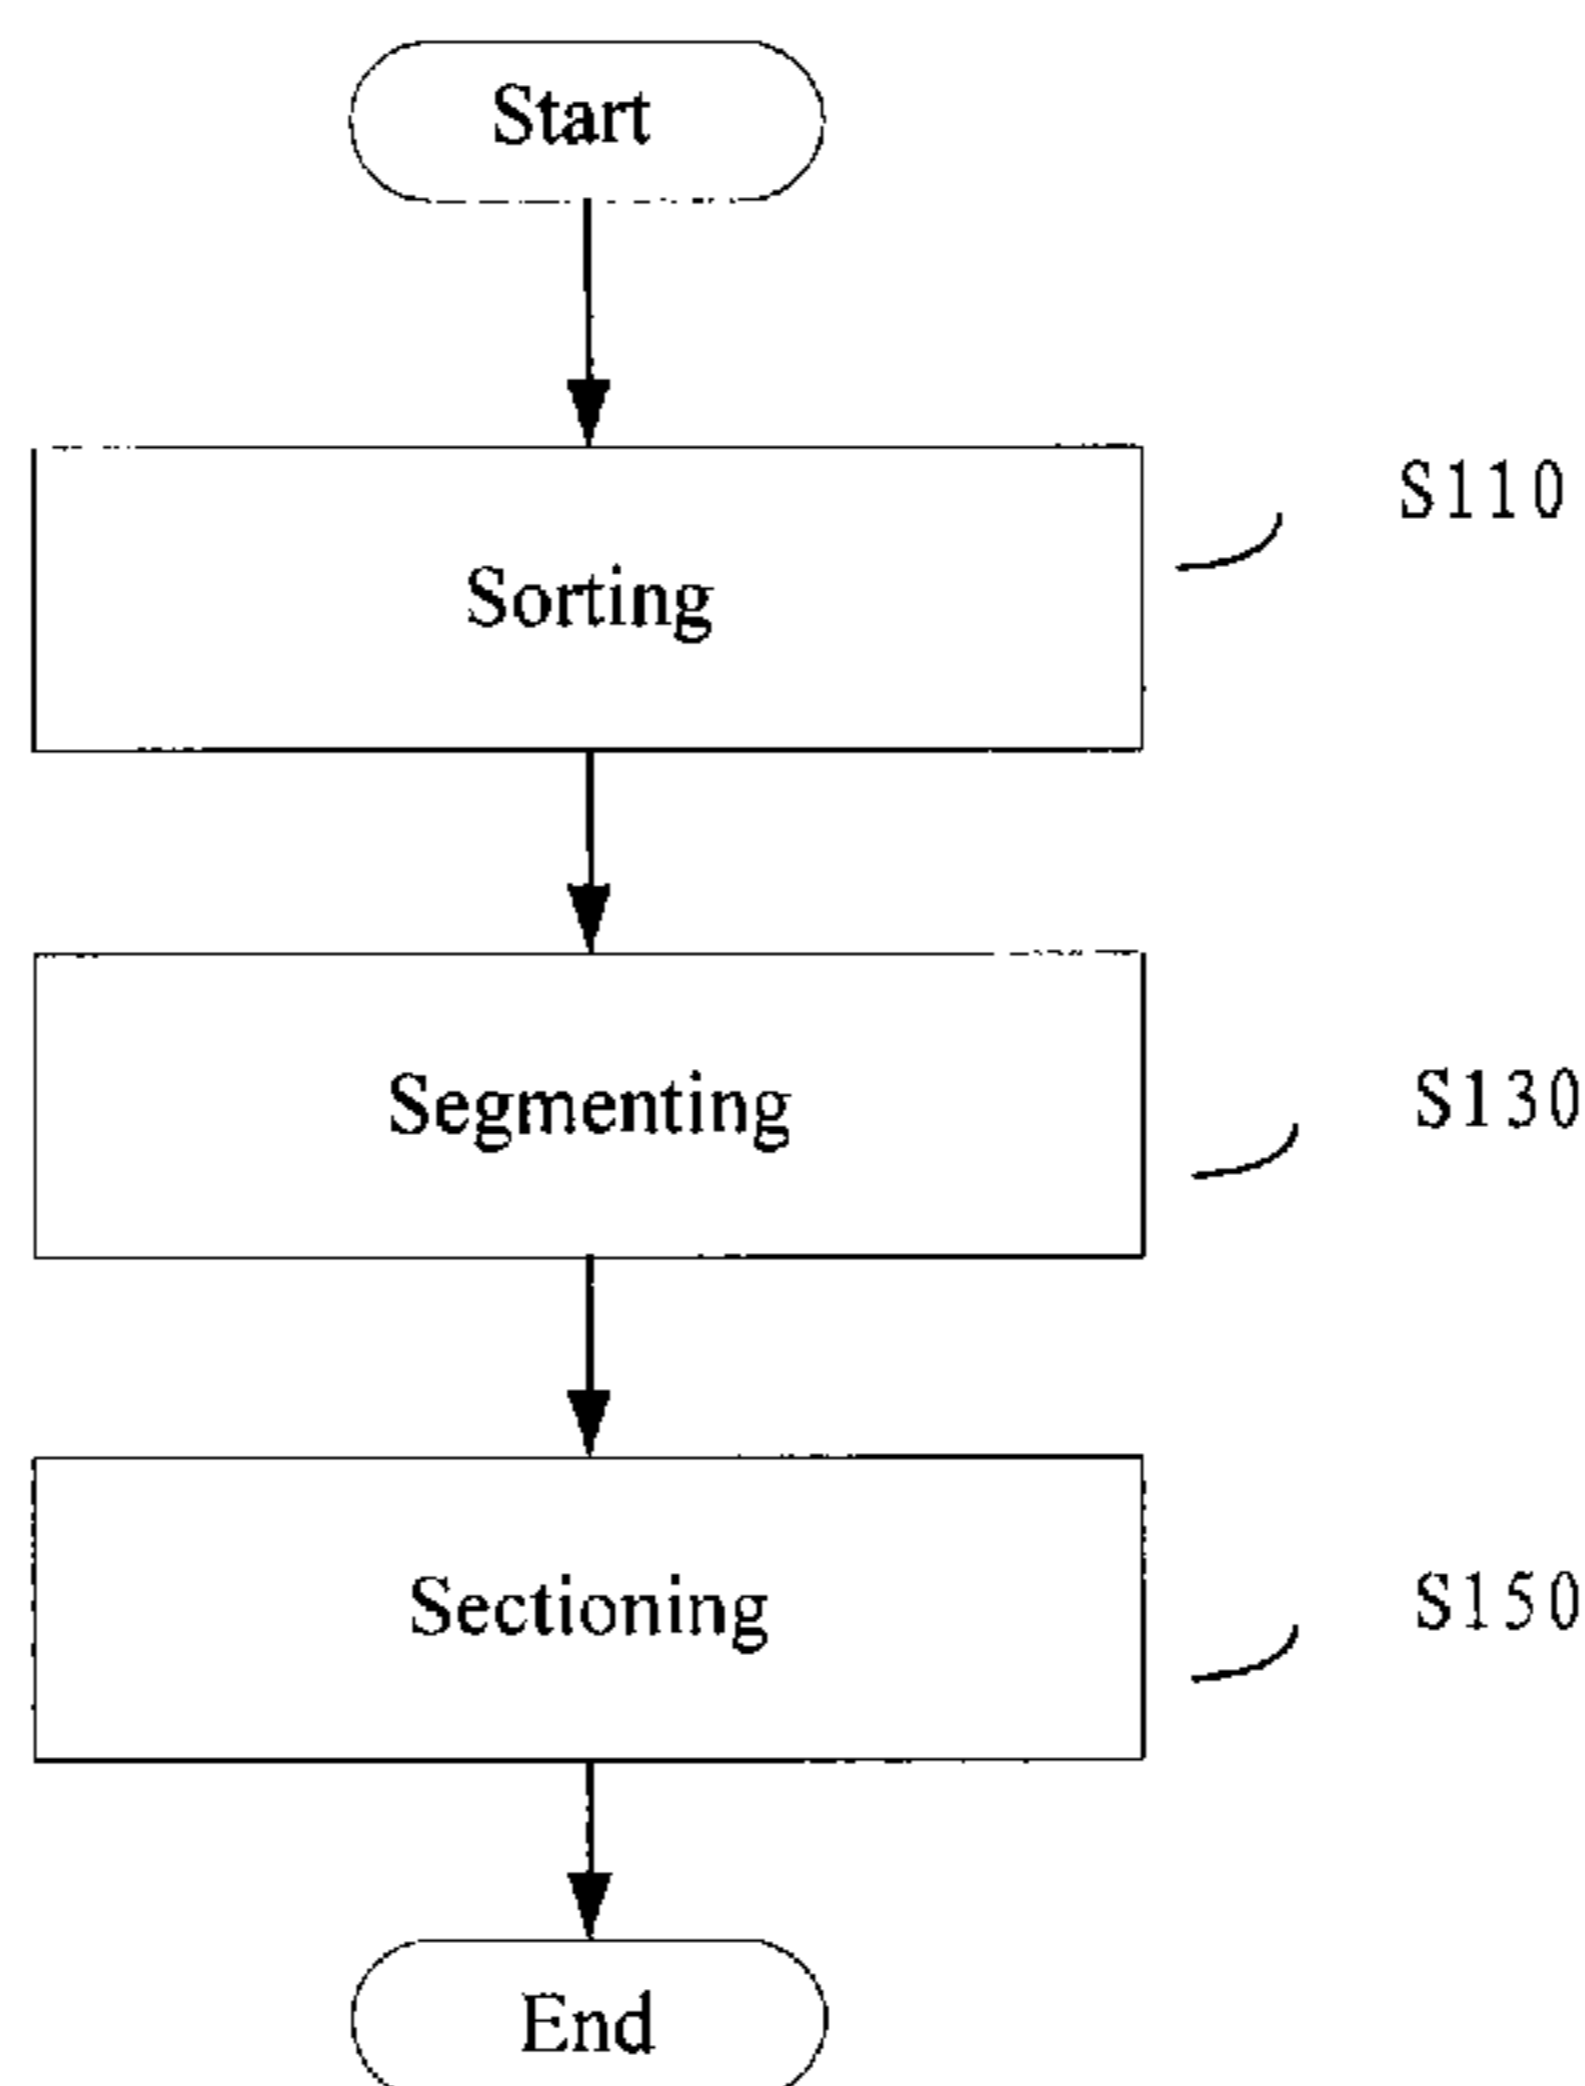 Start
S110
Sorting
Segmenting
S130
Sectioning
S150
End